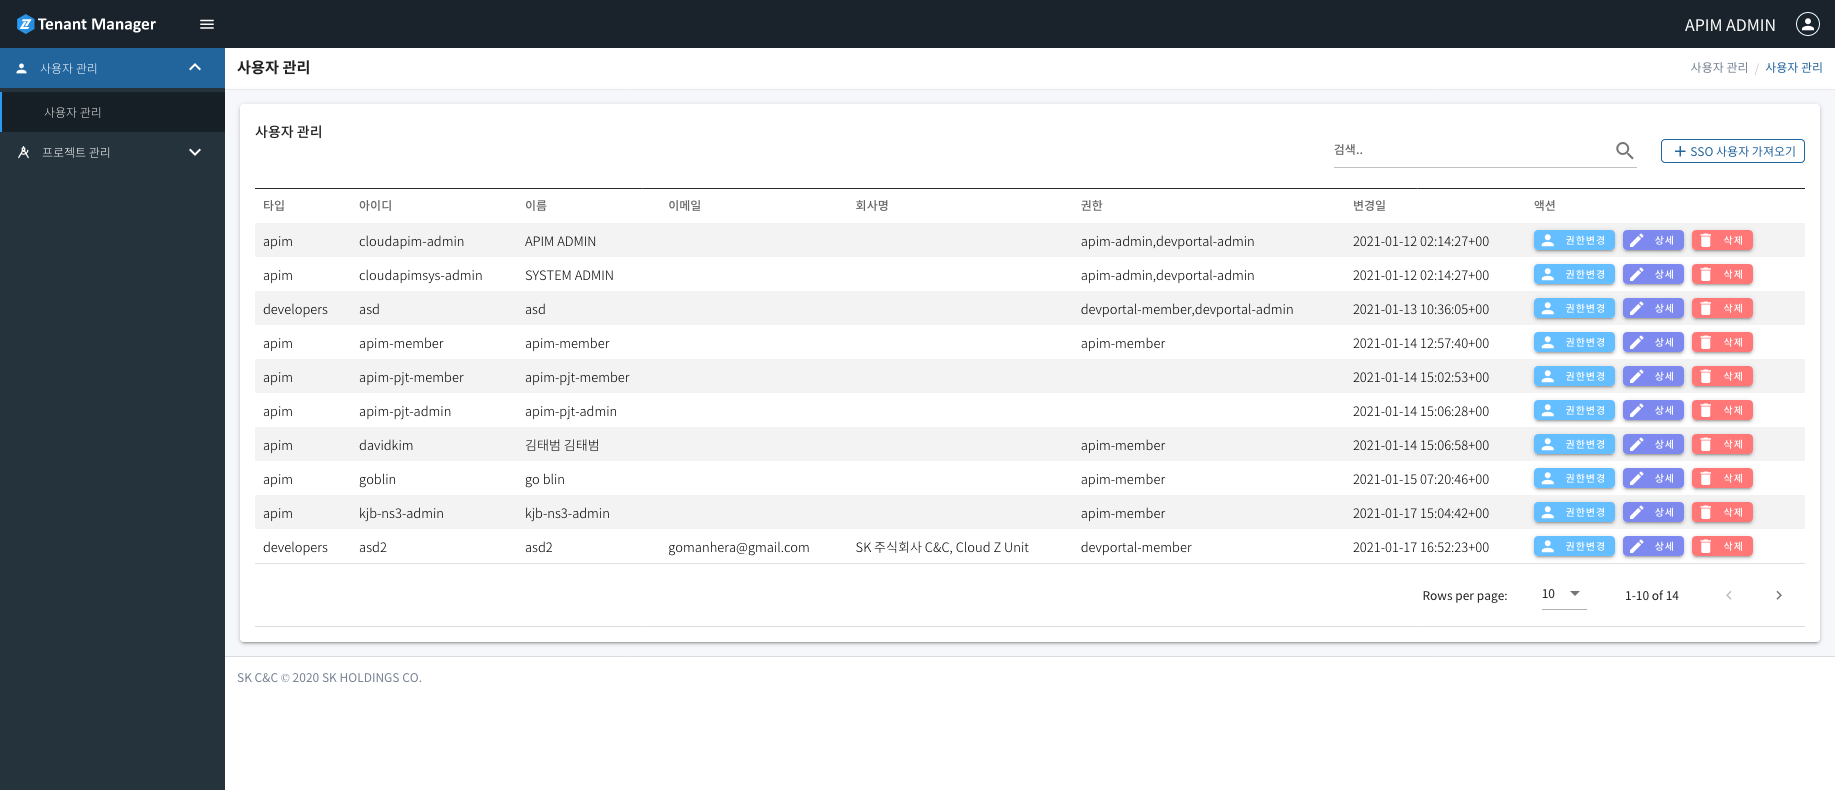 Tenant Manager
APIM ADMIN
사용자 관리
사용자 관리
프로젝트 관리
사용자 관리
사용자 관리 / 사용자 관리
사용자 관리
검색..
SSO 사용자 가져오기
타입 아이디 이름 이메일 회사명 권한 변경일 액션
apim cloudapim-admin APIM ADMIN apim-admin,devportal-admin 2021-01-12 02:14:27+00 권한변경 상세 삭제
apim cloudapimsys-admin SYSTEM ADMIN apim-admin,devportal-admin 2021-01-12 02:14:27+00 권한변경 상세 삭제
developers asd asd devportal-member,devportal-admin 2021-01-13 10:36:05+00 권한변경 상세 삭제
apim apim-member apim-member apim-member 2021-01-14 12:57:40+00 권한변경 상세 삭제
apim apim-pjt-member apim-pjt-member 2021-01-14 15:02:53+00 권한변경 상세 삭제
apim apim-pjt-admin apim-pjt-admin 2021-01-14 15:06:28+00 권한변경 상세 삭제
apim davidkim 김태범 김태범 apim-member 2021-01-14 15:06:58+00 권한변경 상세 삭제
apim goblin go blin apim-member 2021-01-15 07:20:46+00 권한변경 상세 삭제
apim kjb-ns3-admin kjb-ns3-admin apim-member 2021-01-17 15:04:42+00 권한변경 상세 삭제
developers asd2 asd2 gomanhera@gmail.com SK 주식회사 C&C, Cloud Z Unit devportal-member 2021-01-17 16:52:23+00 권한변경 상세 삭제
Rows per page: 10 1-10 of 14
SK C&C © 2020 SK HOLDINGS CO.